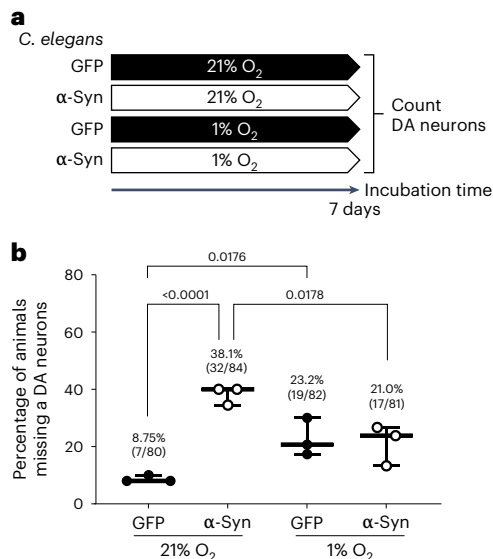 a
C. elegans
GFP 21% O₂
α-Syn 21% O₂
GFP 1% O₂
α-Syn 1% O₂
Count
DA neurons
Incubation time
7 days
b
Percentage of animals
missing a DA neurons
80
60
40
20
0
0.0176
<0.0001 0.0178
38.1%
(32/84)
23.2%
(19/82)
21.0%
(17/81)
8.75%
(7/80)
GFP α-Syn GFP α-Syn
21% O₂ 1% O₂